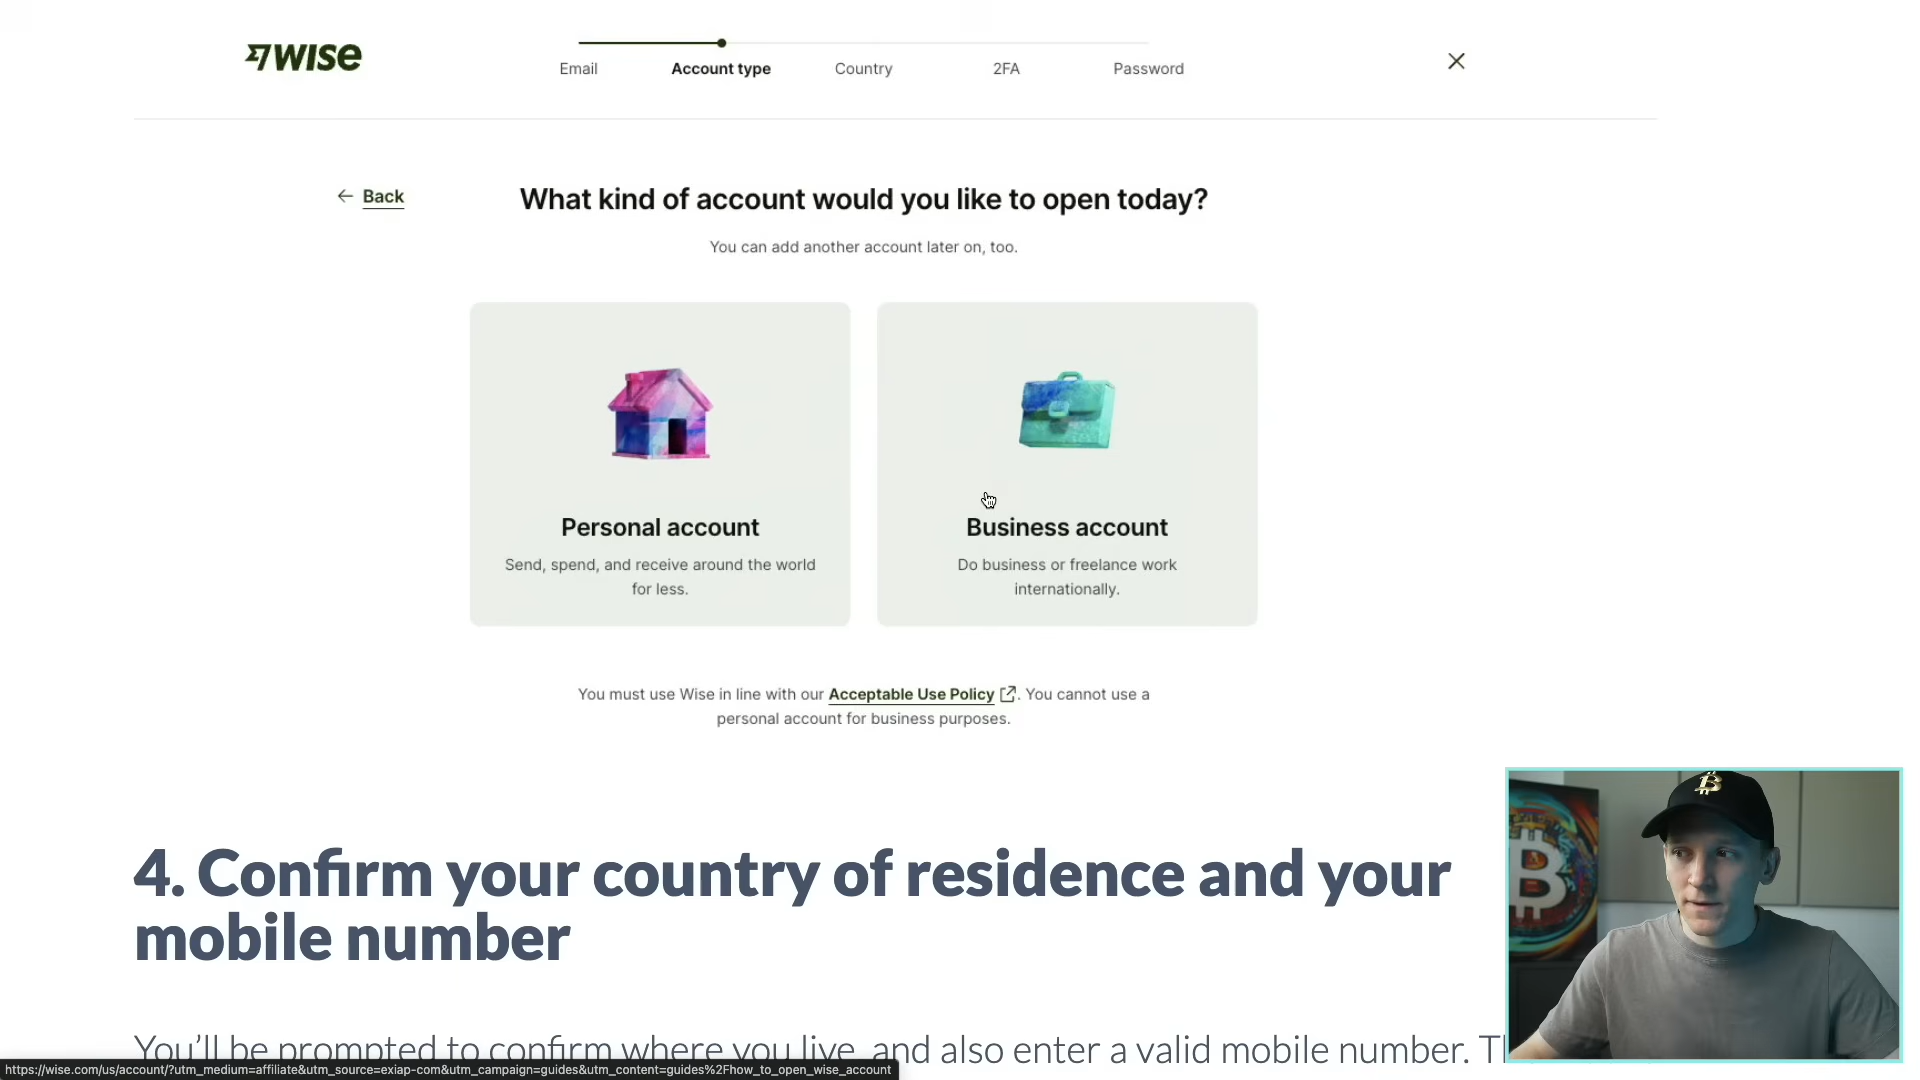 WISE
Email
Account type
Country
2FA
Password
Back
What kind of account would you like to open today?
You can add another account later on, too.
Personal account
Send, spend, and receive around the world
for less.
Business account
Do business or freelance work
internationally.
You must use Wise in line with our Acceptable Use Policy. You cannot use a
personal account for business purposes.
4. Confirm your country of residence and your
mobile number
You'll be prompted to confirm where you live, and also enter a valid mobile number.
https://wise.com/us/account/?utm_medium=affiliate&utm_source=exiap-com&utm_campaign=guides&utm_content=guides%2Fhow_to_open_wise_account